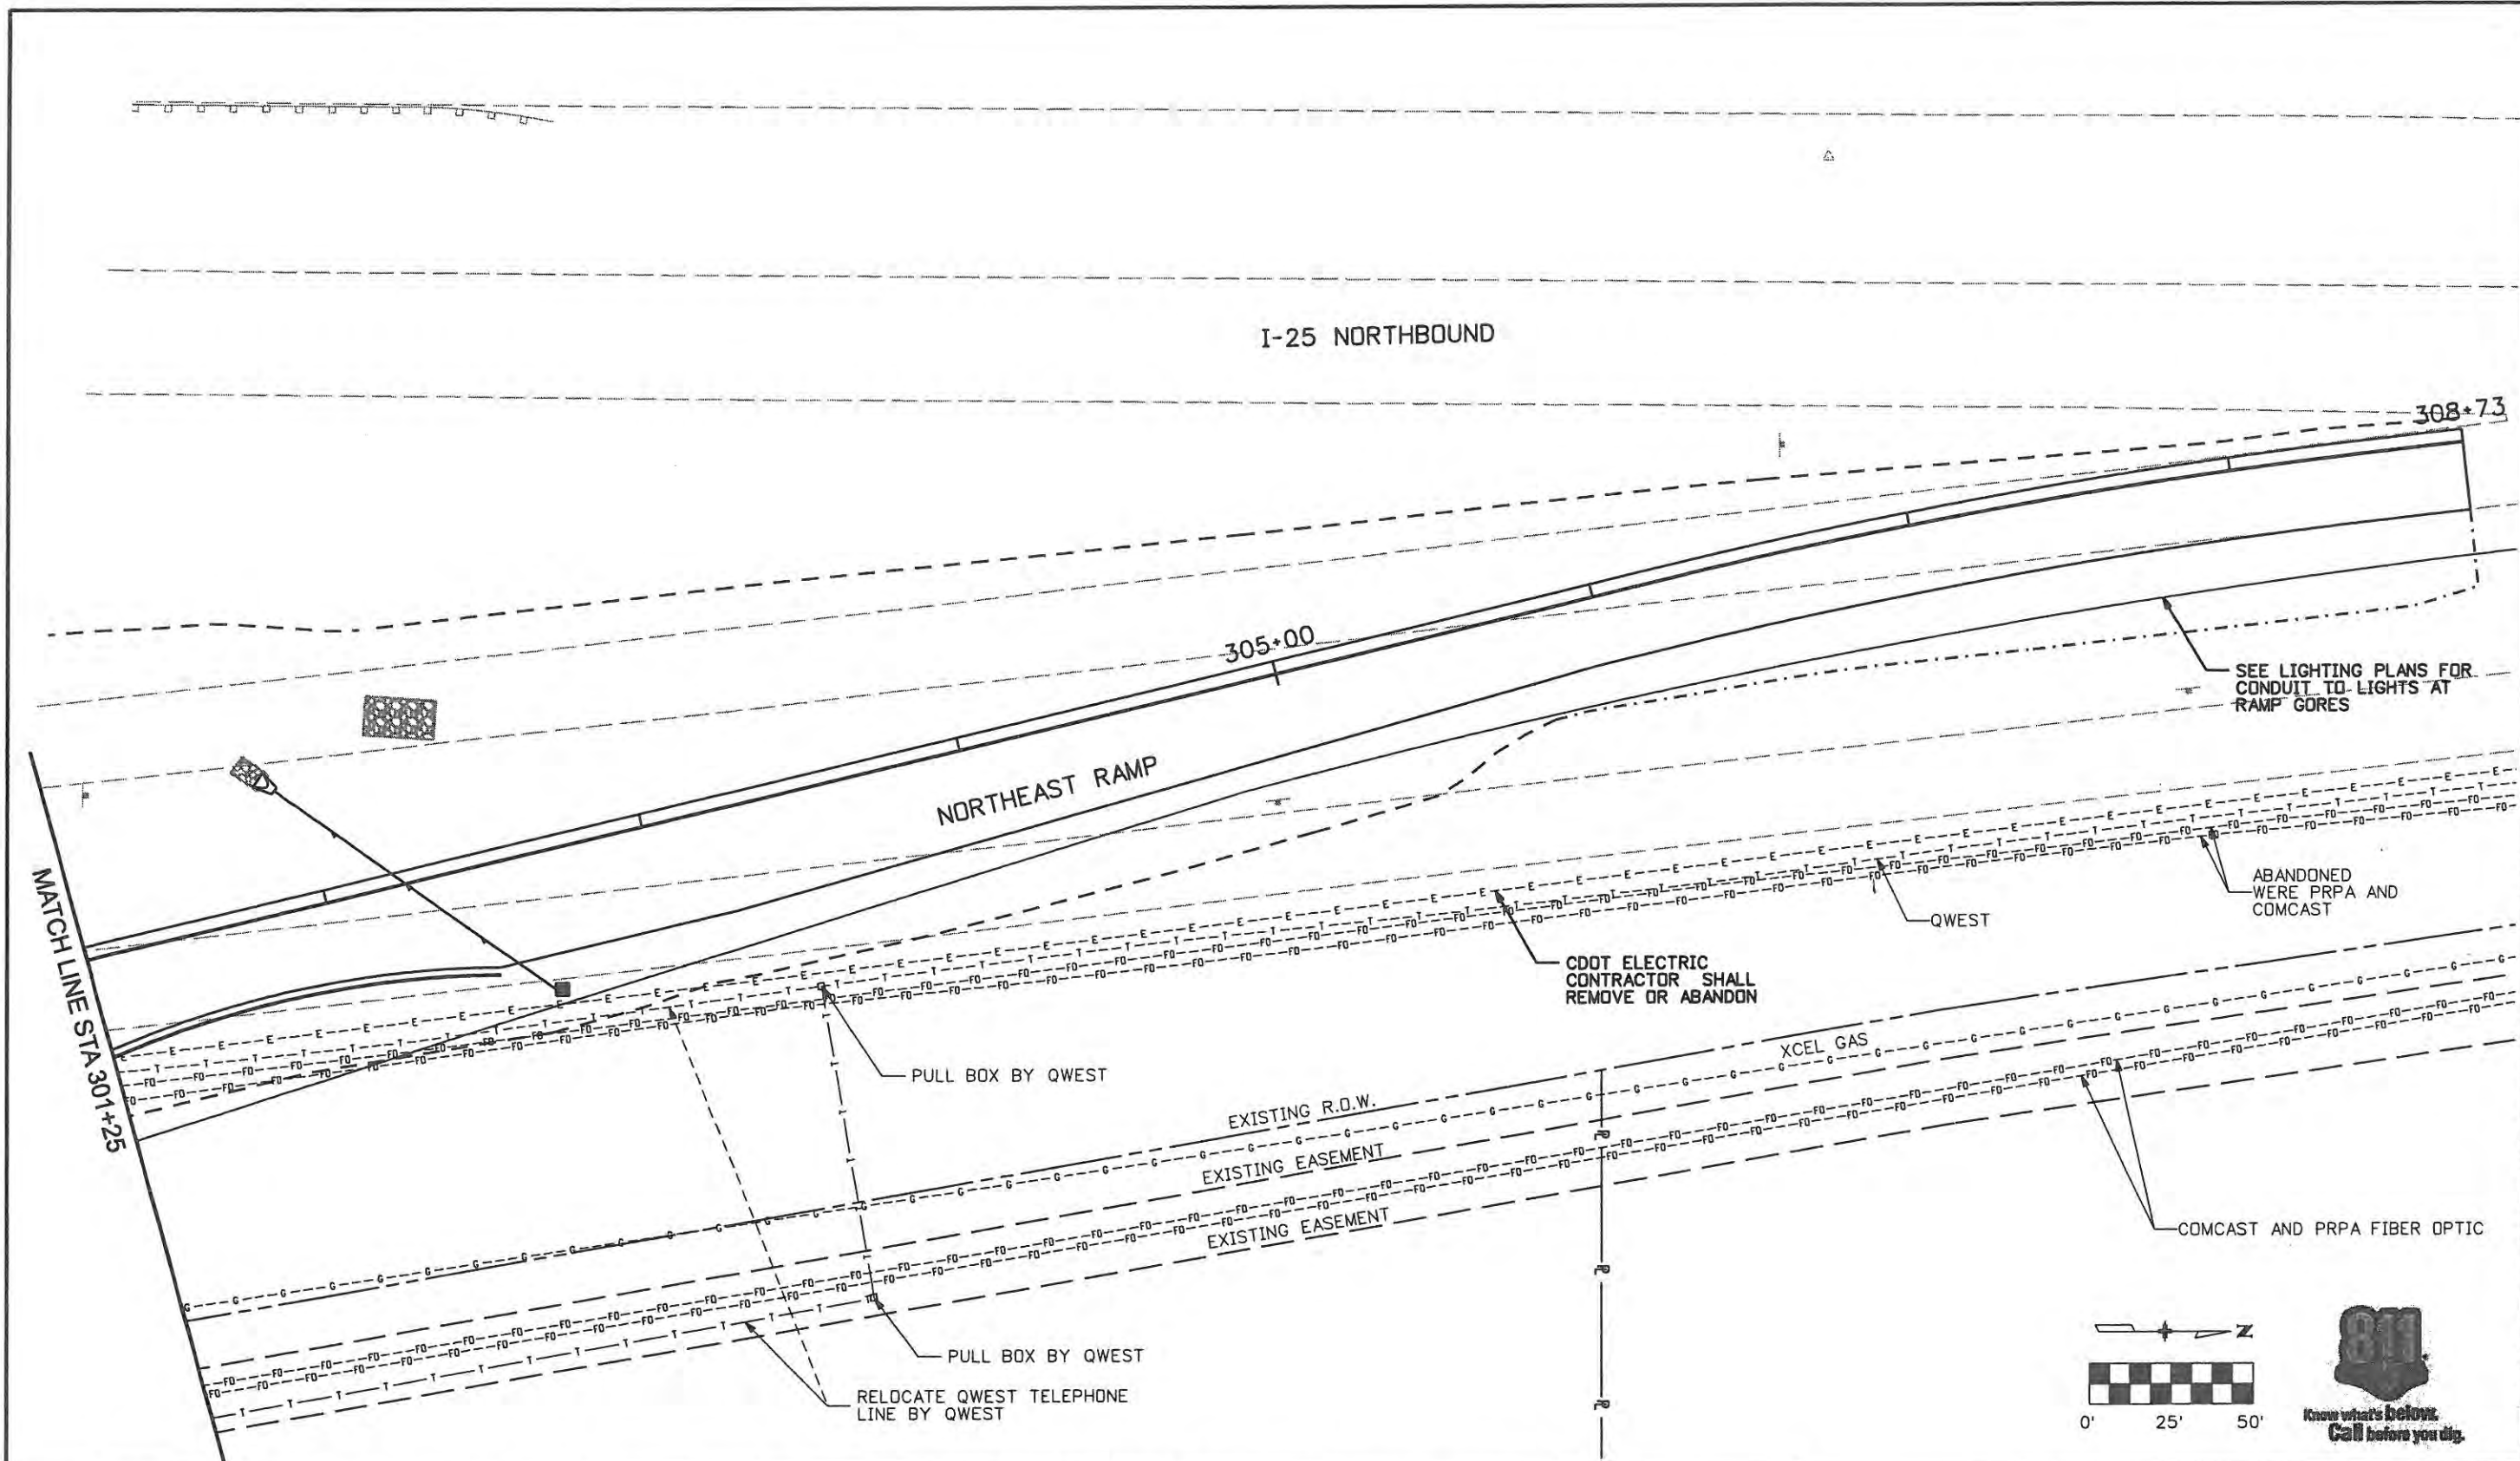 I-25 NORTHBOUND
308+73
305+00
SEE LIGHTING PLANS FOR
CONDUIT TO LIGHTS AT
RAMP GORES
NORTHEAST RAMP
MATCH LINE STA 301+25
ABANDONED
WERE PRPA AND
COMCAST
QWEST
CDOT ELECTRIC
CONTRACTOR SHALL
REMOVE OR ABANDON
PULL BOX BY QWEST
XCEL GAS
EXISTING R.O.W.
EXISTING EASEMENT
EXISTING EASEMENT
COMCAST AND PRPA FIBER OPTIC
PULL BOX BY QWEST
RELOCATE QWEST TELEPHONE
LINE BY QWEST
N
0' 25' 50'
811
Know what's below.
Call before you dig.